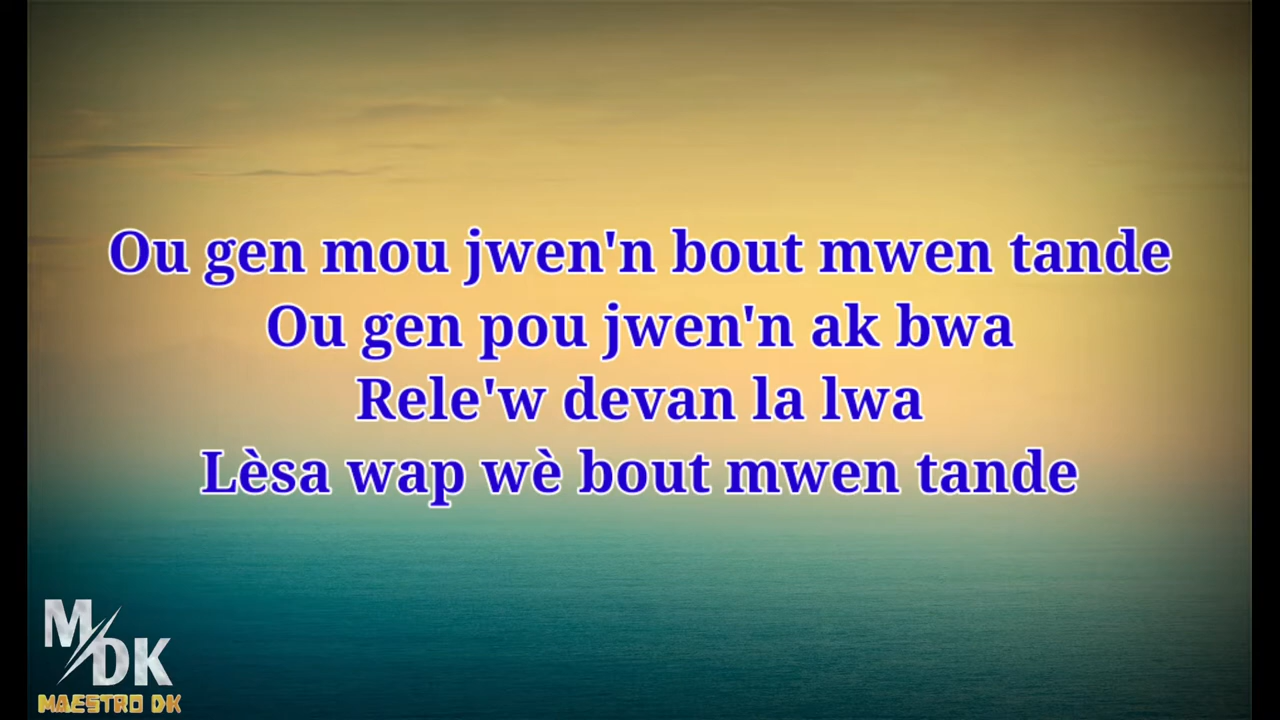 Ou gen mou jwen'n bout mwen tande
Ou gen pou jwen'n ak bwa
Rele'w devan la lwa
Lèsa wap wè bout mwen tande
M/DK
MAESTRO DK